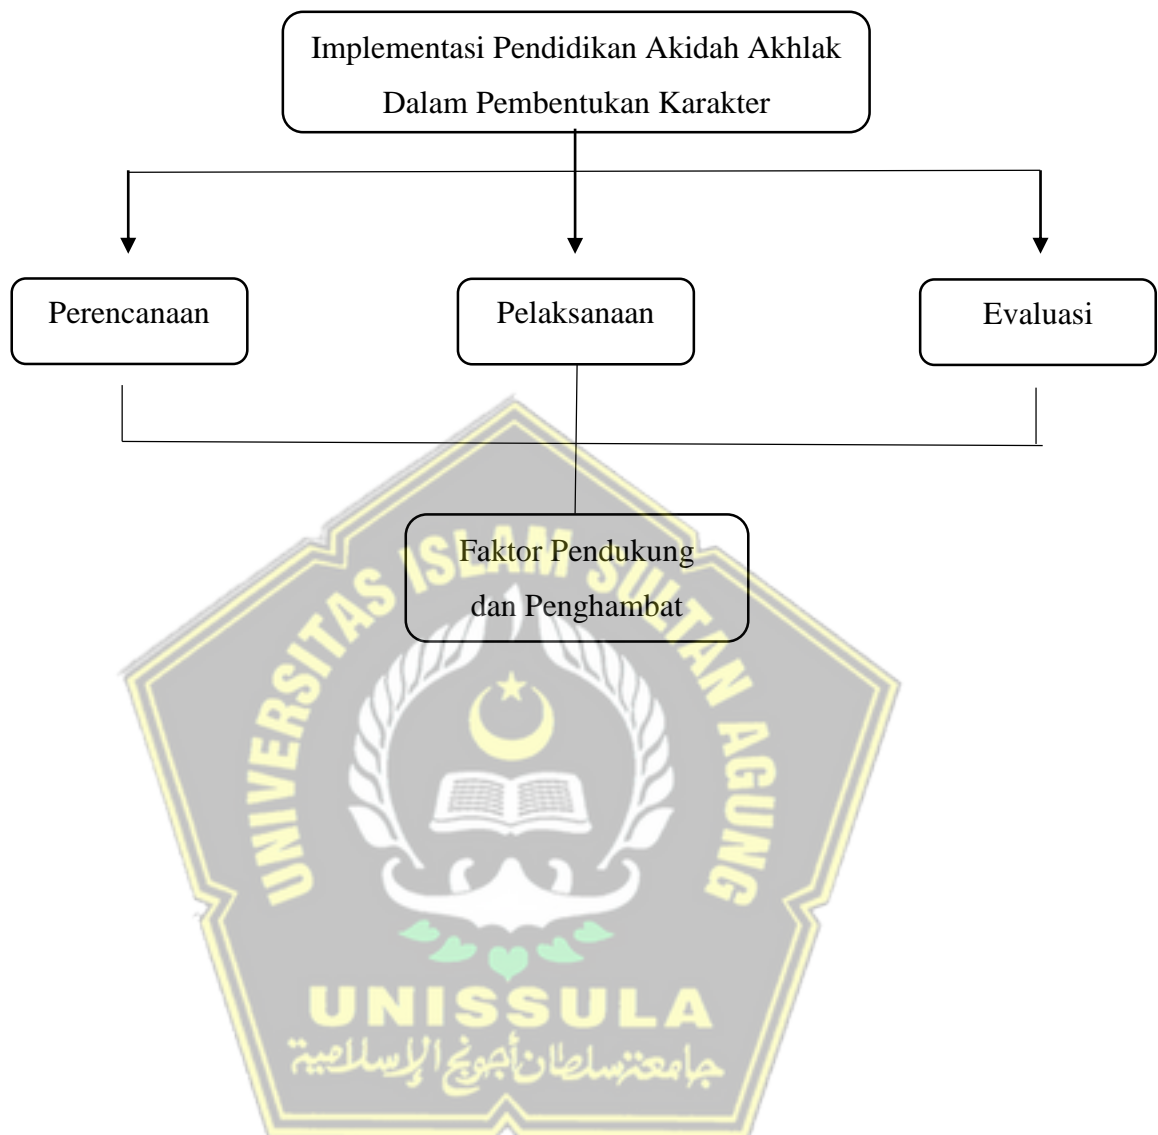 Implementasi Pendidikan Akidah Akhlak
Dalam Pembentukan Karakter
Perencanaan
Pelaksanaan
Evaluasi
Faktor Pendukung
dan Penghambat
UNIVERSITAS ISLAM SULTAN AGUNG
UNISSULA
جامعة سلطان أجونج الإسلامية